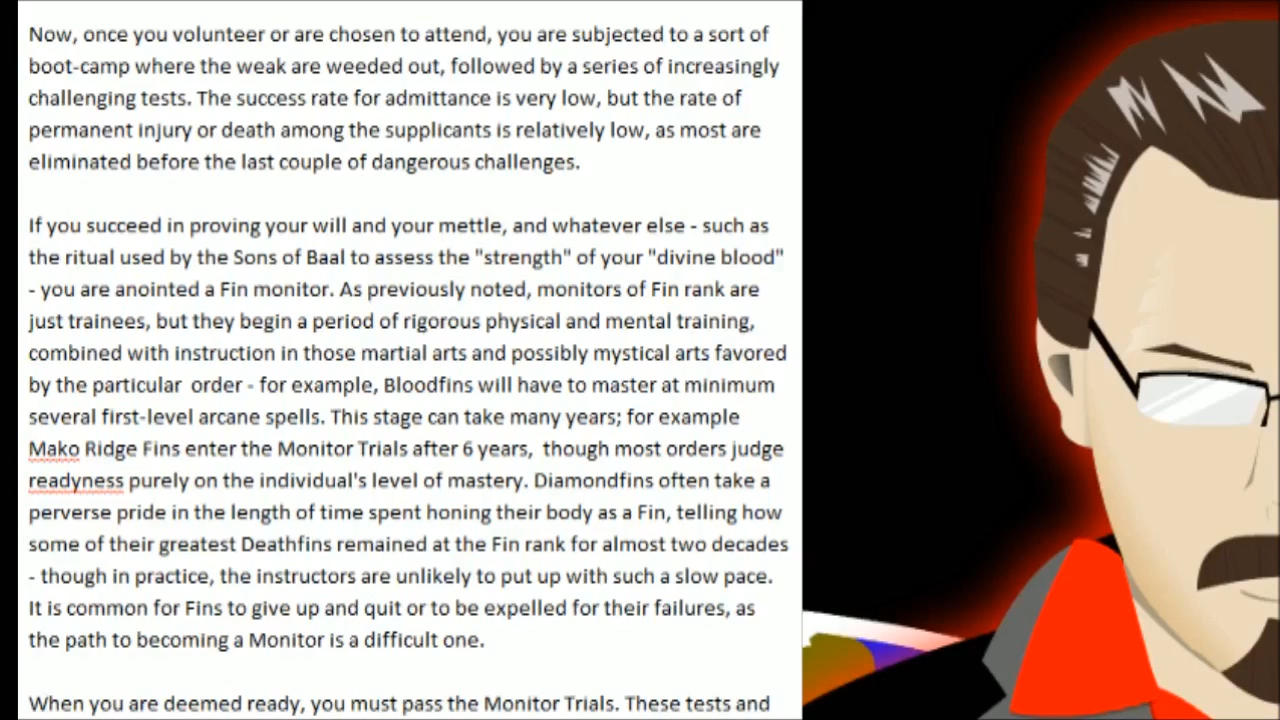 Now, once you volunteer or are chosen to attend, you are subjected to a sort of
boot-camp where the weak are weeded out, followed by a series of increasingly
challenging tests. The success rate for admittance is very low, but the rate of
permanent injury or death among the supplicants is relatively low, as most are
eliminated before the last couple of dangerous challenges.
If you succeed in proving your will and your mettle, and whatever else - such as
the ritual used by the Sons of Baal to assess the "strength" of your "divine blood"
- you are anointed a Fin monitor. As previously noted, monitors of Fin rank are
just trainees, but they begin a period of rigorous physical and mental training,
combined with instruction in those martial arts and possibly mystical arts favored
by the particular  order - for example, Bloodfins will have to master at minimum
several first-level arcane spells. This stage can take many years; for example
Mako Ridge Fins enter the Monitor Trials after 6 years,  though most orders judge
readyness purely on the individual's level of mastery. Diamondfins often take a
perverse pride in the length of time spent honing their body as a Fin, telling how
some of their greatest Deathfins remained at the Fin rank for almost two decades
- though in practice, the instructors are unlikely to put up with such a slow pace.
It is common for Fins to give up and quit or to be expelled for their failures, as
the path to becoming a Monitor is a difficult one.
When you are deemed ready, you must pass the Monitor Trials. These tests and